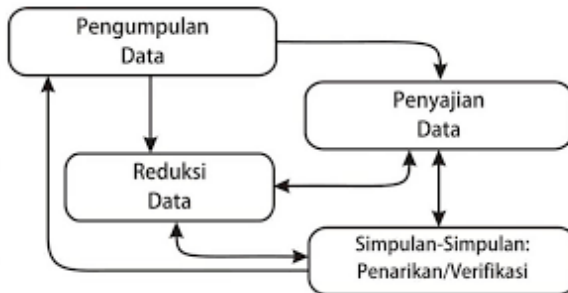 Pengumpulan
Data
Penyajian
Data
Reduksi
Data
Simpulan-Simpulan:
Penarikan/Verifikasi